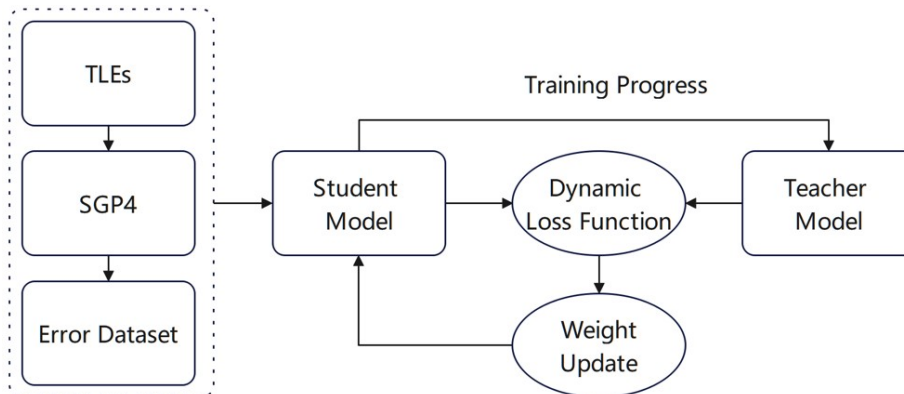 TLEs
SGP4
Error Dataset
Training Progress
Student
Model
Dynamic
Loss Function
Teacher
Model
Weight
Update